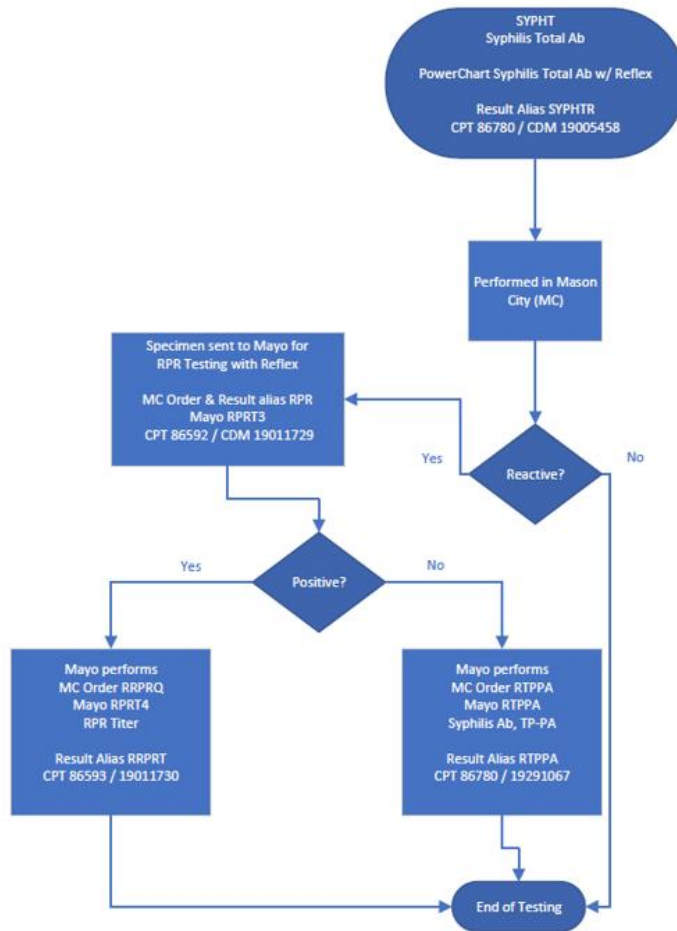 SYPHT
Syphilis Total Ab
PowerChart Syphilis Total Ab w/ Reflex
Result Alias SYPHTR
CPT 86780 / CDM 19005458
Performed in Mason
City (MC)
Specimen sent to Mayo for
RPR Testing with Reflex
MC Order & Result alias RPR
Mayo RPRT3
CPT 86592 / CDM 19011729
Yes
Reactive?
No
Yes
Positive?
No
Mayo performs
MC Order RRPRQ
Mayo RPRT4
RPR Titer
Result Alias RRPRT
CPT 86593 / 19011730
Mayo performs
MC Order RTPPA
Mayo RTPPA
Syphilis Ab, TP-PA
Result Alias RTPPA
CPT 86780 / 19291067
End of Testing